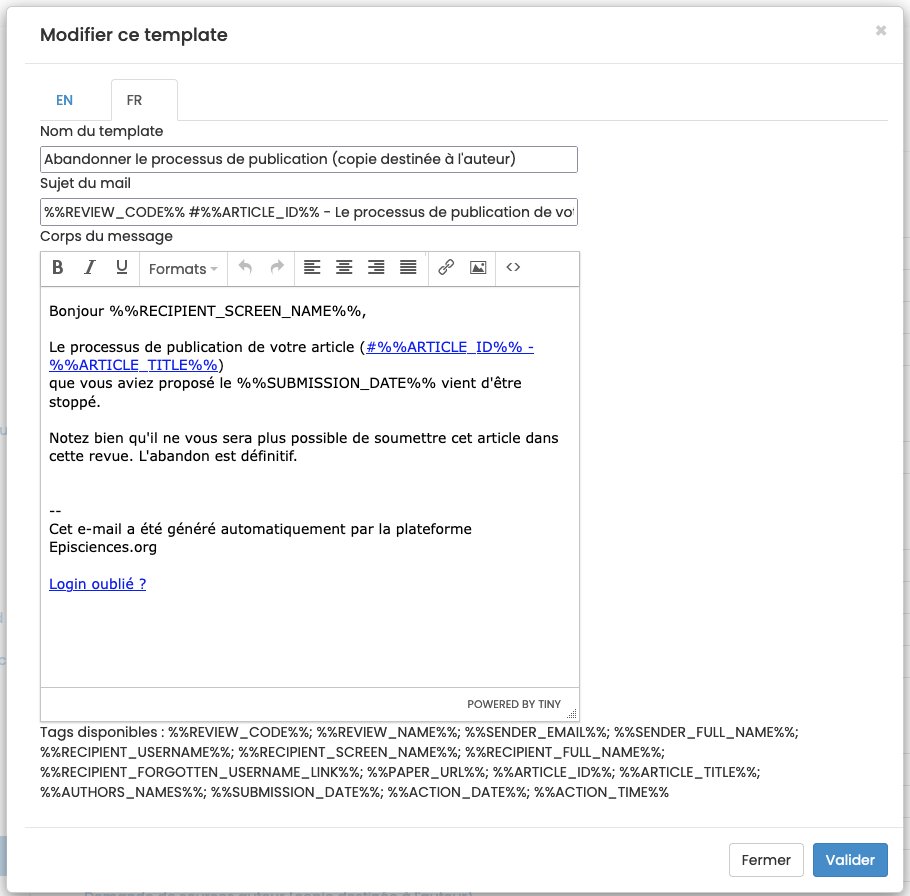 Modifier ce template
EN
FR
Nom du template
Abandonner le processus de publication (copie destinée à l'auteur)
Sujet du mail
%%REVIEW_CODE%% #%%ARTICLE_ID%% - Le processus de publication de vo
Corps du message
B I U Formats
Bonjour %%RECIPIENT_SCREEN_NAME%%,
Le processus de publication de votre article (#%%ARTICLE_ID%% -
%%ARTICLE_TITLE%%)
que vous aviez proposé le %%SUBMISSION_DATE%% vient d'être
stoppé.
Notez bien qu'il ne vous sera plus possible de soumettre cet article dans
cette revue. L'abandon est définitif.
--
Cet e-mail a été généré automatiquement par la plateforme
Episciences.org
Login oublié ?
POWERED BY TINY
Tags disponibles : %%REVIEW_CODE%%; %%REVIEW_NAME%%; %%SENDER_EMAIL%%; %%SENDER_FULL_NAME%%;
%%RECIPIENT_USERNAME%%; %%RECIPIENT_SCREEN_NAME%%; %%RECIPIENT_FULL_NAME%%;
%%RECIPIENT_FORGOTTEN_USERNAME_LINK%%; %%PAPER_URL%%; %%ARTICLE_ID%%; %%ARTICLE_TITLE%%;
%%AUTHORS_NAMES%%; %%SUBMISSION_DATE%%; %%ACTION_DATE%%; %%ACTION_TIME%%
Fermer
Valider